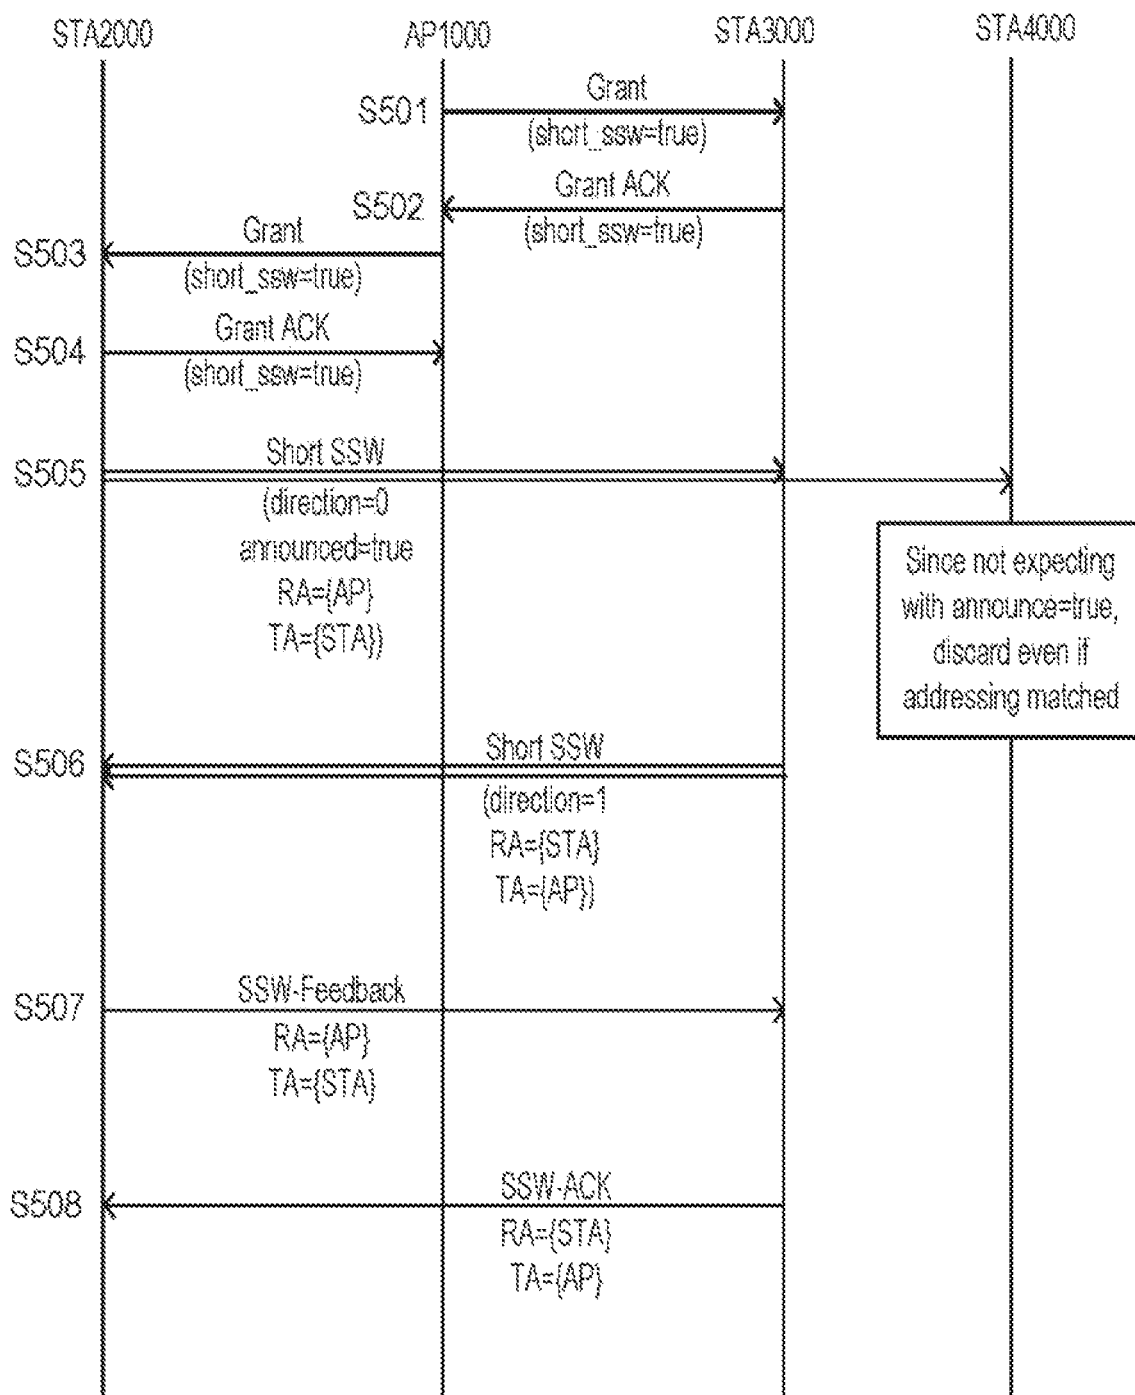 STA2000 AP1000 STA3000 STA4000
S501 Grant
(short_ssw=true)
S502 Grant ACK
(short_ssw=true)
S503 Grant
(short_ssw=true)
S504 Grant ACK
(short_ssw=true)
S505 Short SSW
(direction=0
announced=true
RA={AP}
TA={STA})
Since not expecting
with announce=true,
discard even if
addressing matched
S506 Short SSW
(direction=1
RA={STA}
TA={AP})
S507 SSW-Feedback
RA={AP}
TA={STA}
S508 SSW-ACK
RA={STA}
TA={AP}